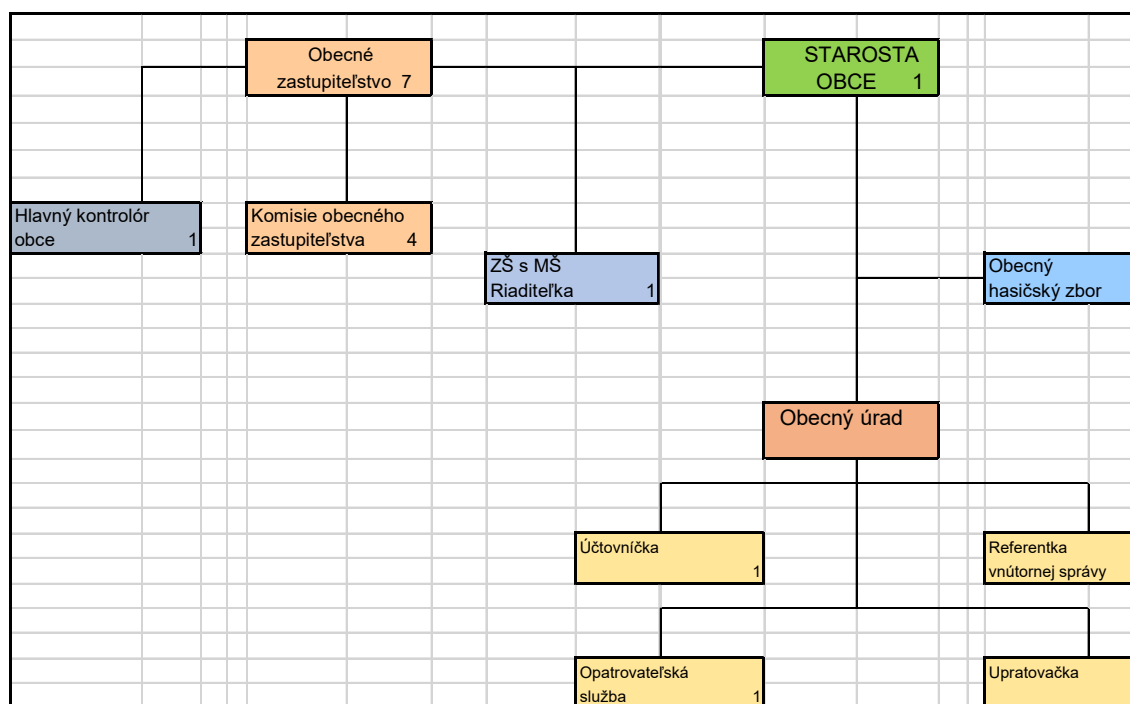 Obecné
zastupiteľstvo 7
STAROSTA
OBCE 1
Hlavný kontrolór
obce 1
Komisie obecného
zastupiteľstva 4
ZŠ s MŠ
Riaditeľka 1
Obecný
hasičský zbor
Obecný úrad
Účtovníčka
1
Referentka
vnútornej správy
Opatrovateľská
služba 1
Upratovačka